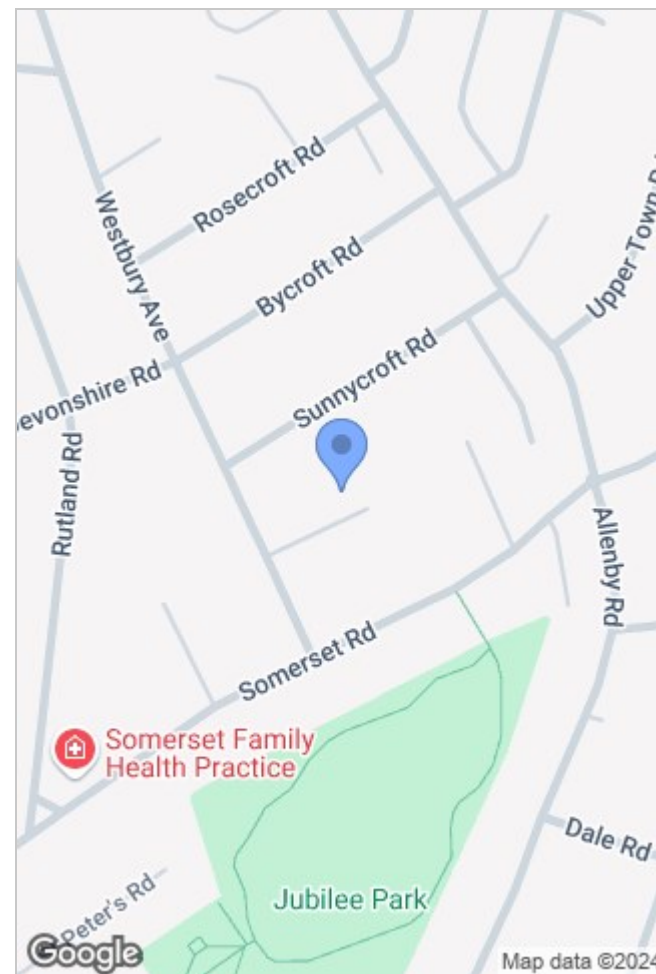 Rosecroft Rd
Westbury Ave
Bycroft Rd
Upper Town
Sunnycroft Rd
evonshire Rd
Rutland Rd
Allenby Rd
Somerset Rd
Somerset Family
Health Practice
Dale Rd
Jubilee Park
Peter's Rd
Google
Map data ©2024